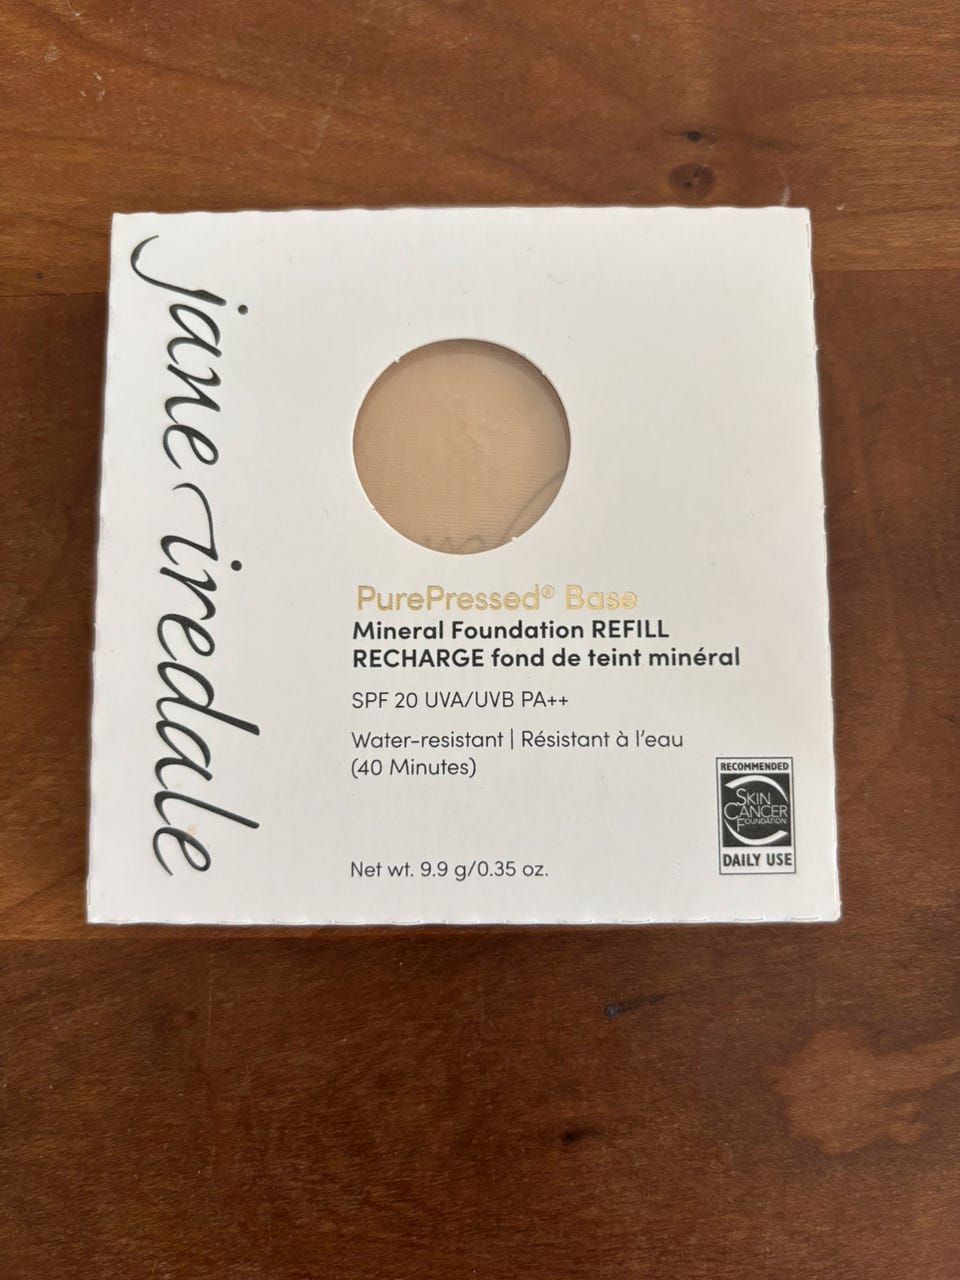 jane iredale
PurePressed® Base
Mineral Foundation REFILL
RECHARGE fond de teint minéral
SPF 20 UVA/UVB PA++
Water-resistant | Résistant à l'eau
(40 Minutes)
Net wt. 9.9 g/0.35 oz.
RECOMMENDED
SKIN
CANCER
FOUNDATION
DAILY USE